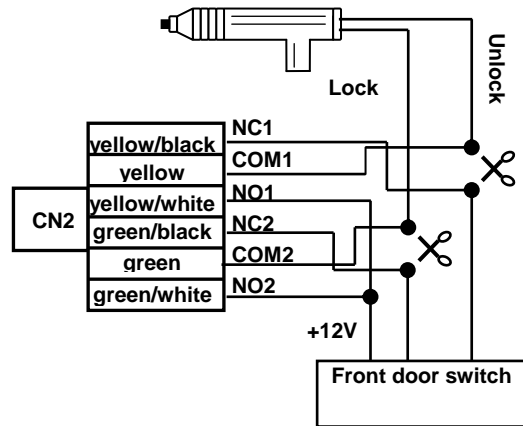 Lock
Unlock
yellow/black NC1
yellow COM1
yellow/white NO1
CN2
green/black NC2
green COM2
green/white NO2
+12V
Front door switch